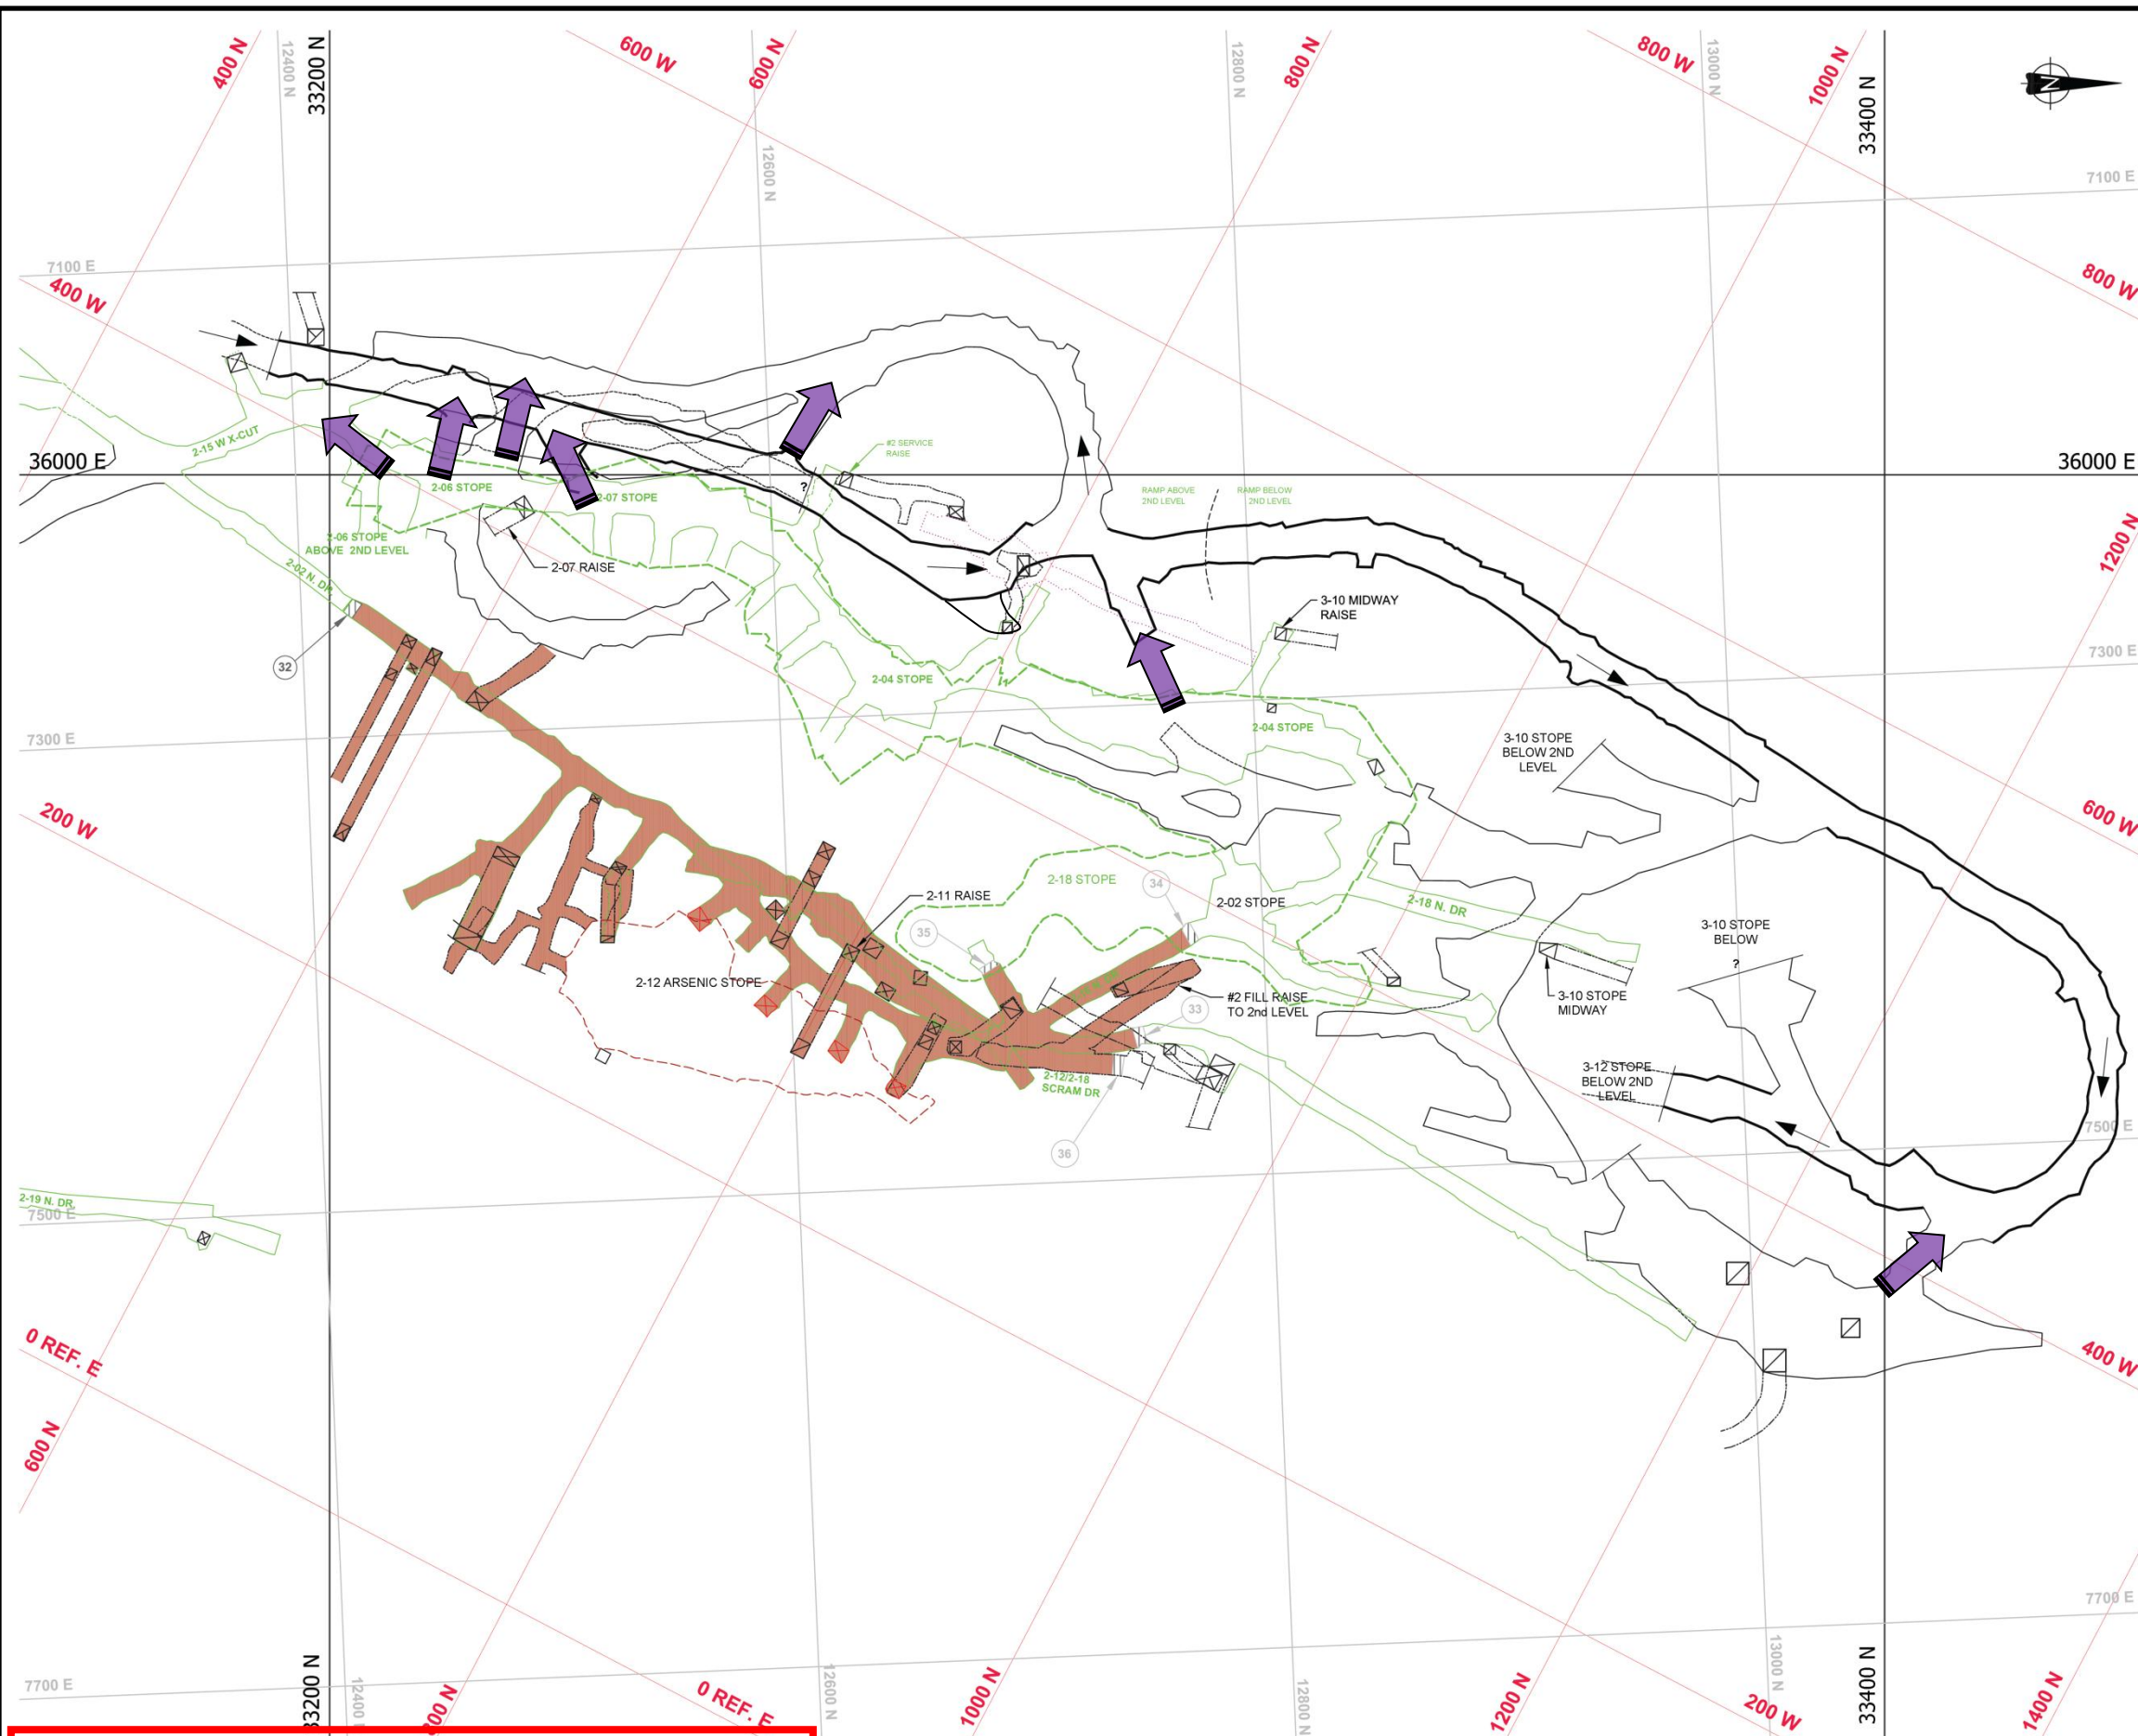 400 N
12400 N
33200 N
600 W
600 N
12800 N
800 N
800 W
13000 N
1000 N
33400 N
N
12600 N
7100 E
7100 E
400 W
800 W
2-15 W X-CUT
#2 SERVICE
RAISE
36000 E
36000 E
2-06 STOPE
2-07 STOPE
?
RAMP ABOVE
2ND LEVEL
RAMP BELOW
2ND LEVEL
1200 N
2-06 STOPE
ABOVE 2ND LEVEL
2-07 RAISE
2-02 N. DR.
3-10 MIDWAY
RAISE
7300 E
32
2-04 STOPE
2-04 STOPE
7300 E
3-10 STOPE
BELOW 2ND
LEVEL
200 W
600 W
2-18 STOPE
34
2-11 RAISE
2-02 STOPE
2-18 N. DR
35
3-10 STOPE
BELOW
?
2-12 ARSENIC STOPE
#2 FILL RAISE
TO 2nd LEVEL
33
3-10 STOPE
MIDWAY
3-12 STOPE
BELOW 2ND
LEVEL
2-12/2-18
SCRAM DR
7500 E
36
2-19 N. DR.
7500 E
0 REF. E
400 W
600 N
7700 E
33200 N
12400
00 N
0 REF. E
12600 N
1000 N
12800 N
1200 N
13000 N
200 W
33400 N
1400 N
7700 E